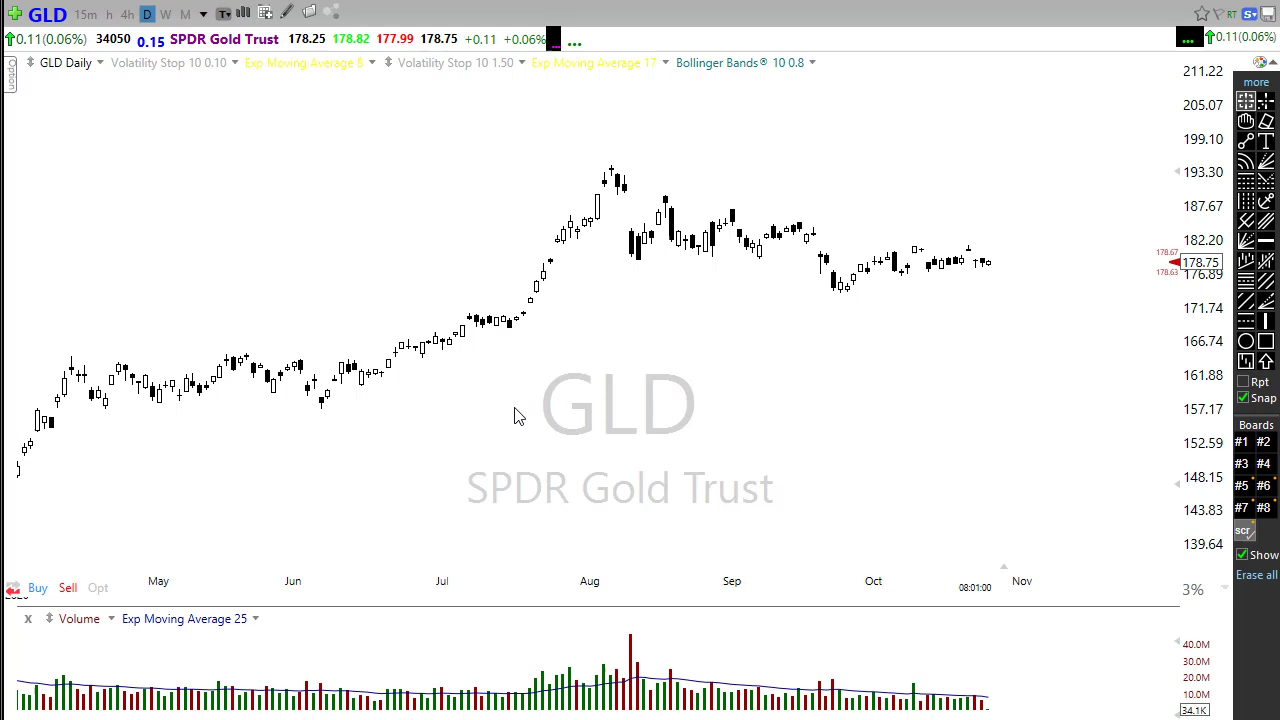 GLD 15m h 4h D W M T RT S
0.11(0.06%) 34050 0.15 SPDR Gold Trust 178.25 178.82 177.99 178.75 +0.11 +0.06% ... ... ... 0.11(0.06%)
Option GLD Daily Volatility Stop 10 0.10 Exp Moving Average 8 Volatility Stop 10 1.50 Exp Moving Average 17 Bollinger Bands® 10 0.8
211.22
more
205.07
T
199.10
193.30
187.67
182.20
178.67
178.75
178.63
176.89
171.74
166.74
161.88
Rpt
Snap
157.17
GLD
Boards
152.59
#1 #2
#3 #4
148.15
SPDR Gold Trust
#5 #6
143.83
#7 #8
scr
139.64
Show
Erase all
May Jun Jul Aug Sep Oct Nov
Buy Sell Opt 08:01:00 3%
X Volume Exp Moving Average 25
40.0M
30.0M
20.0M
10.0M
34.1K